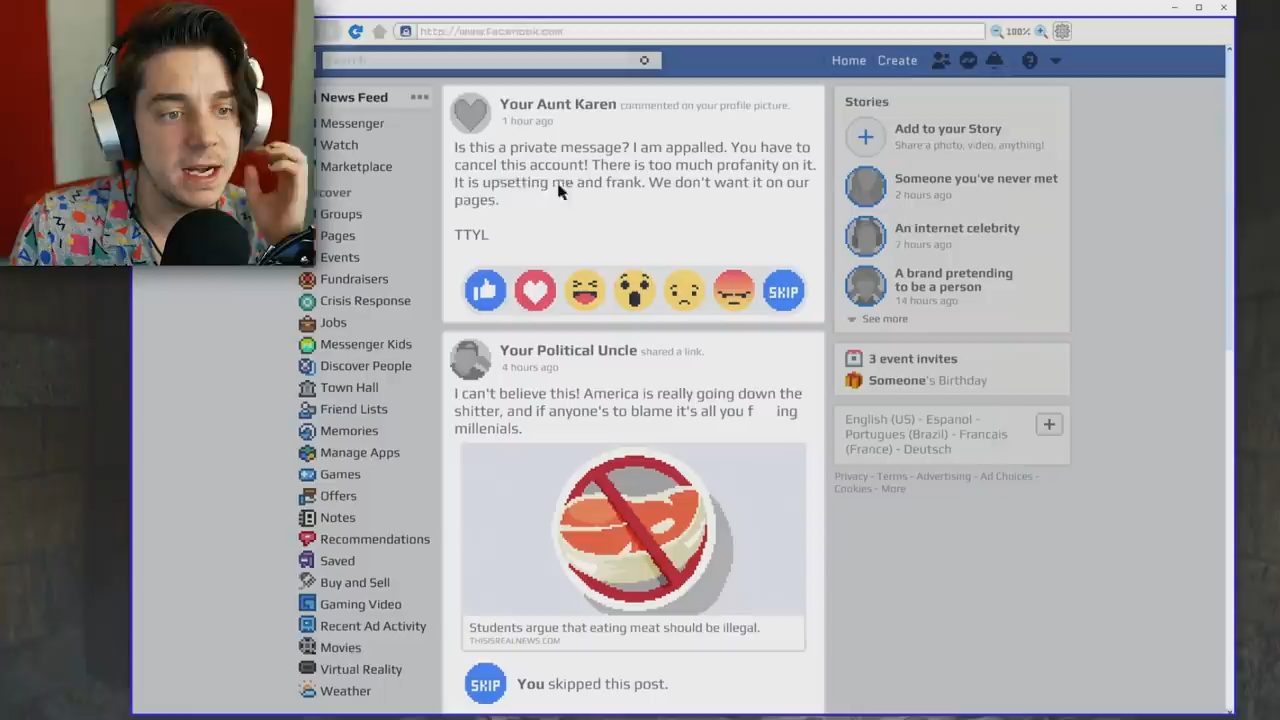 http://www.facenook.com
100%
Search
Home Create
News Feed
Messenger
Watch
Marketplace
cover
Groups
Pages
Events
Fundraisers
Crisis Response
Jobs
Messenger Kids
Discover People
Town Hall
Friend Lists
Memories
Manage Apps
Games
Offers
Notes
Recommendations
Saved
Buy and Sell
Gaming Video
Recent Ad Activity
Movies
Virtual Reality
Weather
Your Aunt Karen commented on your profile picture.
1 hour ago
Is this a private message? I am appalled. You have to
cancel this account! There is too much profanity on it.
It is upsetting me and frank. We don't want it on our
pages.
TTYL
SKIP
Your Political Uncle shared a link.
4 hours ago
I can't believe this! America is really going down the
shitter, and if anyone's to blame it's all you f ing
millenials.
Students argue that eating meat should be illegal.
THISISREALNEWS.COM
SKIP You skipped this post.
Stories
Add to your Story
Share a photo, video, anything!
Someone you've never met
2 hours ago
An internet celebrity
7 hours ago
A brand pretending
to be a person
14 hours ago
See more
3 event invites
Someone's Birthday
English (US) - Espanol -
Portugues (Brazil) - Francais
(France) - Deutsch
Privacy - Terms - Advertising - Ad Choices -
Cookies - More